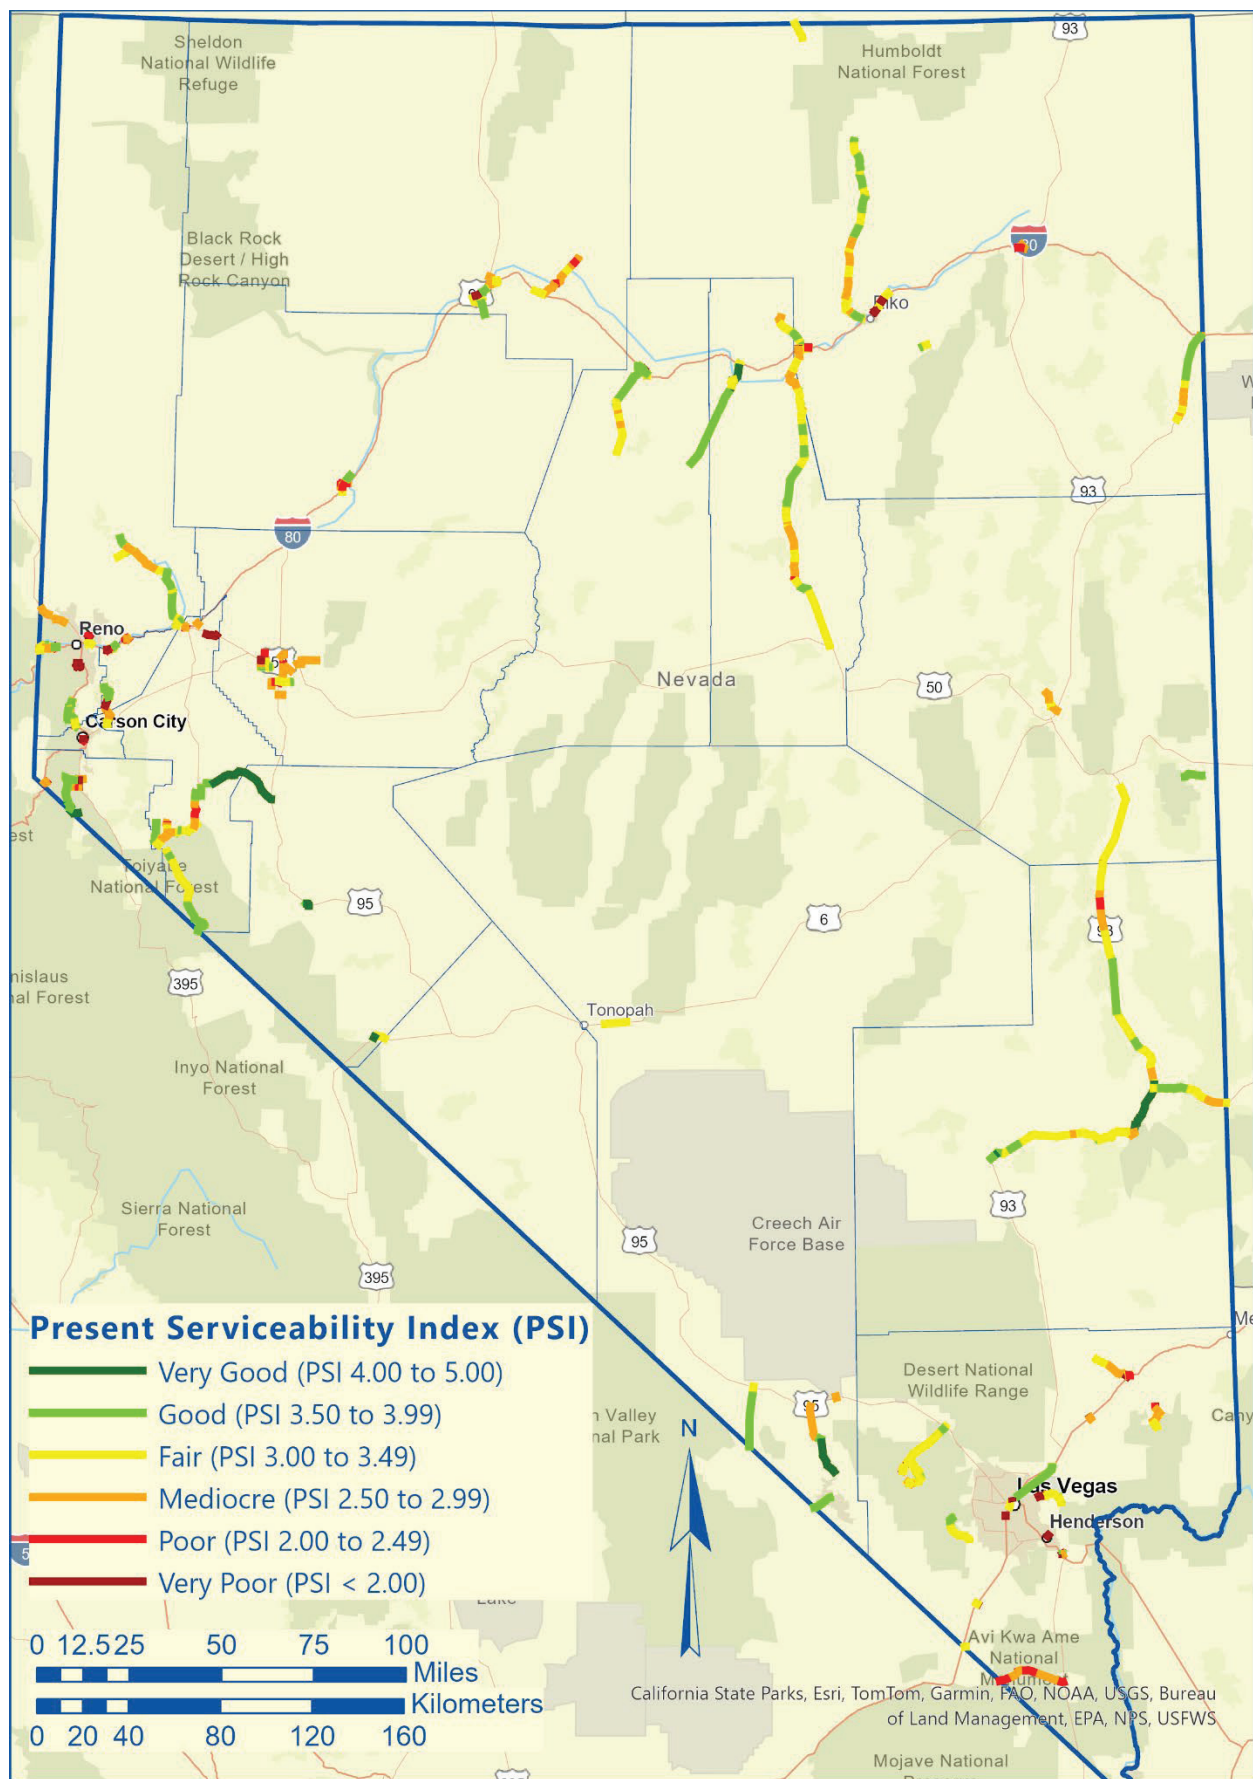 93
Sheldon
National Wildlife
Refuge
Humboldt
National Forest
Black Rock
Desert / High
Rock Canyon
80
Elko
93
80
Reno
50
Nevada
Carson City
Toiyabe
National Forest
95
6
93
395
Tonopah
Inyo National
Forest
Sierra National
Forest
93
Creech Air
Force Base
95
395
Present Serviceability Index (PSI)
Very Good (PSI 4.00 to 5.00)
Good (PSI 3.50 to 3.99)
Fair (PSI 3.00 to 3.49)
Mediocre (PSI 2.50 to 2.99)
Poor (PSI 2.00 to 2.49)
Very Poor (PSI < 2.00)
Desert National
Wildlife Range
95
N
Las Vegas
Henderson
Lake
0 12.5 25 50 75 100
Miles
Kilometers
0 20 40 80 120 160
Avi Kwa Ame
National
Monument
California State Parks, Esri, TomTom, Garmin, FAO, NOAA, USGS, Bureau
of Land Management, EPA, NPS, USFWS
Mojave National